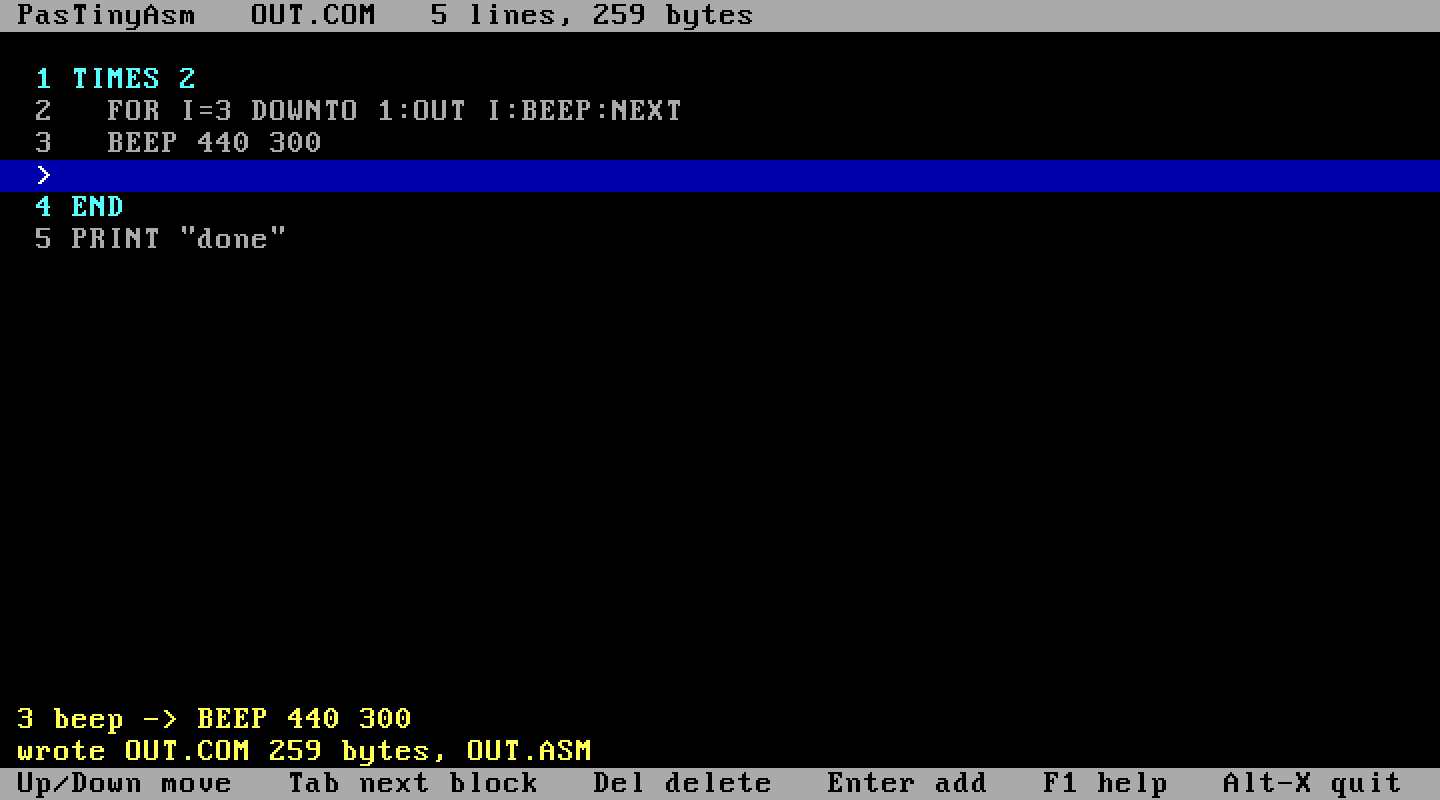 PasTinyAsm   OUT.COM   5 lines, 259 bytes
1 TIMES 2
2   FOR I=3 DOWNTO 1:OUT I:BEEP:NEXT
3   BEEP 440 300
>
4 END
5 PRINT "done"
3 beep -> BEEP 440 300
wrote OUT.COM 259 bytes, OUT.ASM
Up/Down move   Tab next block   Del delete   Enter add   F1 help   Alt-X quit